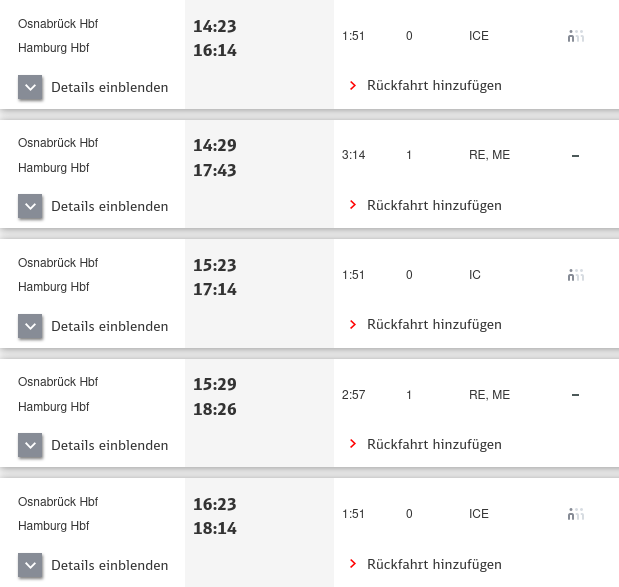 Osnabrück Hbf 14:23 1:51 0 ICE
Hamburg Hbf 16:14
Details einblenden Rückfahrt hinzufügen
Osnabrück Hbf 14:29 3:14 1 RE, ME –
Hamburg Hbf 17:43
Details einblenden Rückfahrt hinzufügen
Osnabrück Hbf 15:23 1:51 0 IC
Hamburg Hbf 17:14
Details einblenden Rückfahrt hinzufügen
Osnabrück Hbf 15:29 2:57 1 RE, ME –
Hamburg Hbf 18:26
Details einblenden Rückfahrt hinzufügen
Osnabrück Hbf 16:23 1:51 0 ICE
Hamburg Hbf 18:14
Details einblenden Rückfahrt hinzufügen